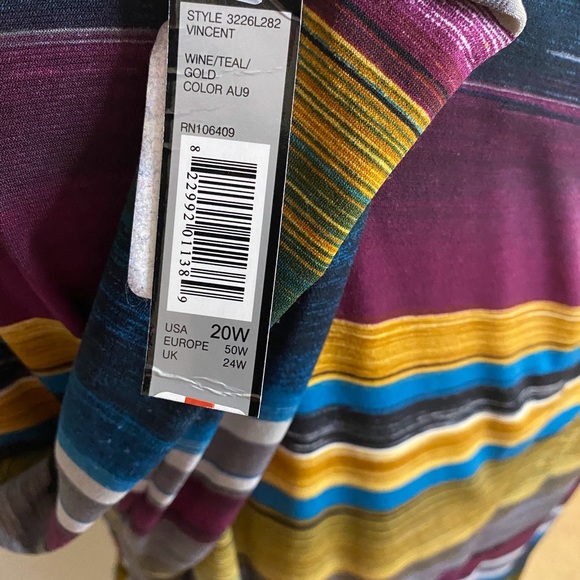 STYLE 3226L282
VINCENT
WINE/TEAL/
GOLD
COLOR AU9
RN106409
8 22992 01138 9
USA 20W
EUROPE 50W
UK 24W